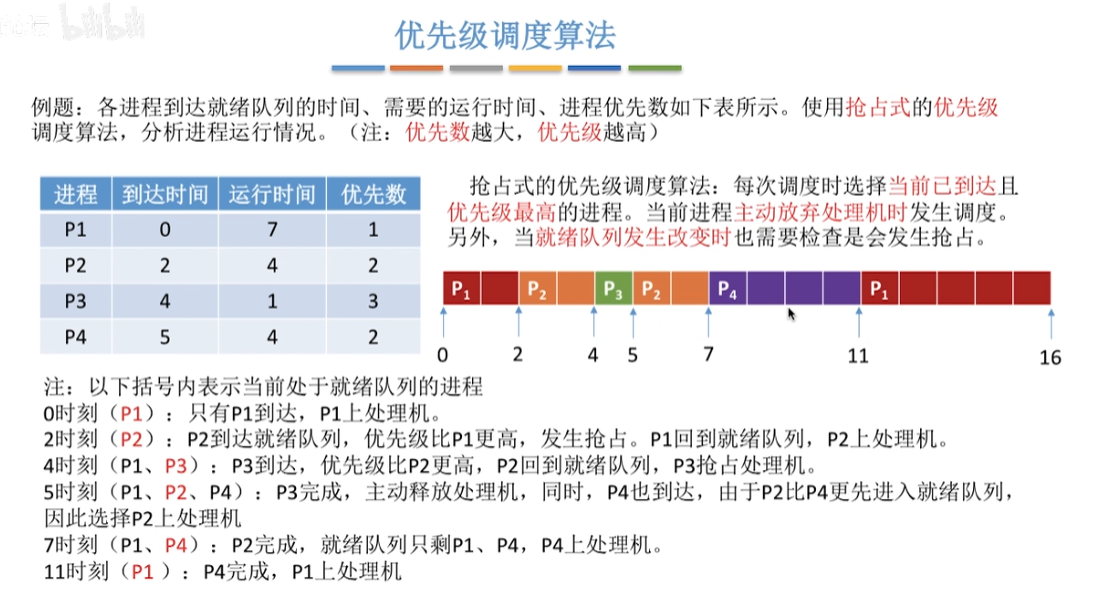 bilibili
优先级调度算法
例题：各进程到达就绪队列的时间、需要的运行时间、进程优先数如下表所示。使用抢占式的优先级
调度算法，分析进程运行情况。（注：优先数越大，优先级越高）
进程 到达时间 运行时间 优先数
P1 0 7 1
P2 2 4 2
P3 4 1 3
P4 5 4 2
抢占式的优先级调度算法：每次调度时选择当前已到达且
优先级最高的进程。当前进程主动放弃处理机时发生调度。
另外，当就绪队列发生改变时也需要检查是会发生抢占。
P1 P2 P3 P2 P4 P1
0 2 4 5 7 11 16
注：以下括号内表示当前处于就绪队列的进程
0时刻（P1）：只有P1到达，P1上处理机。
2时刻（P2）：P2到达就绪队列，优先级比P1更高，发生抢占。P1回到就绪队列，P2上处理机。
4时刻（P1、P3）：P3到达，优先级比P2更高，P2回到就绪队列，P3抢占处理机。
5时刻（P1、P2、P4）：P3完成，主动释放处理机，同时，P4也到达，由于P2比P4更先进入就绪队列，
因此选择P2上处理机
7时刻（P1、P4）：P2完成，就绪队列只剩P1、P4，P4上处理机。
11时刻（P1 ）：P4完成，P1上处理机